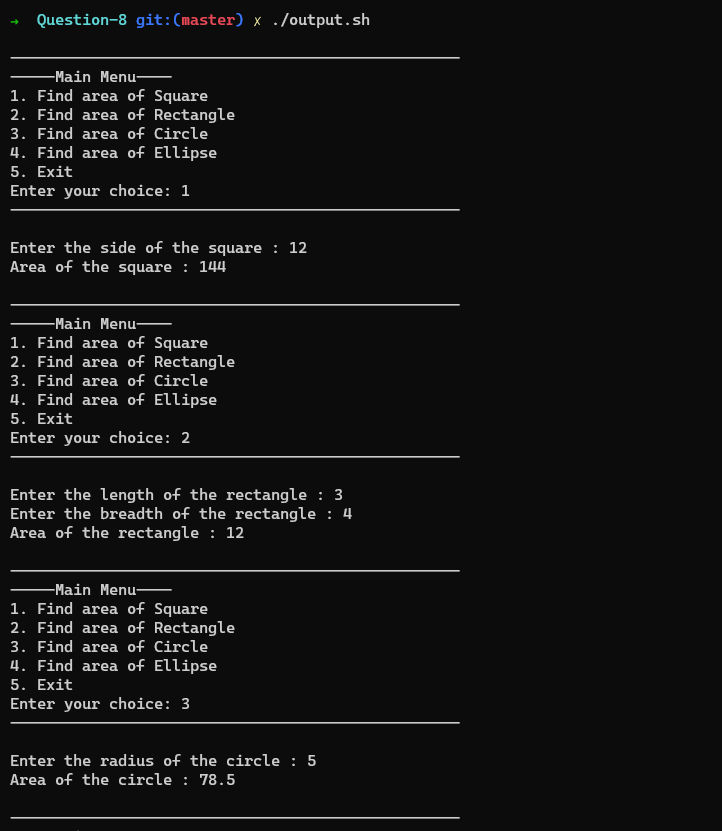 →  Question-8 git:(master) ✗ ./output.sh
--------------------------------------------------
-----Main Menu----
1. Find area of Square
2. Find area of Rectangle
3. Find area of Circle
4. Find area of Ellipse
5. Exit
Enter your choice: 1
--------------------------------------------------
Enter the side of the square : 12
Area of the square : 144
--------------------------------------------------
-----Main Menu----
1. Find area of Square
2. Find area of Rectangle
3. Find area of Circle
4. Find area of Ellipse
5. Exit
Enter your choice: 2
--------------------------------------------------
Enter the length of the rectangle : 3
Enter the breadth of the rectangle : 4
Area of the rectangle : 12
--------------------------------------------------
-----Main Menu----
1. Find area of Square
2. Find area of Rectangle
3. Find area of Circle
4. Find area of Ellipse
5. Exit
Enter your choice: 3
--------------------------------------------------
Enter the radius of the circle : 5
Area of the circle : 78.5
--------------------------------------------------